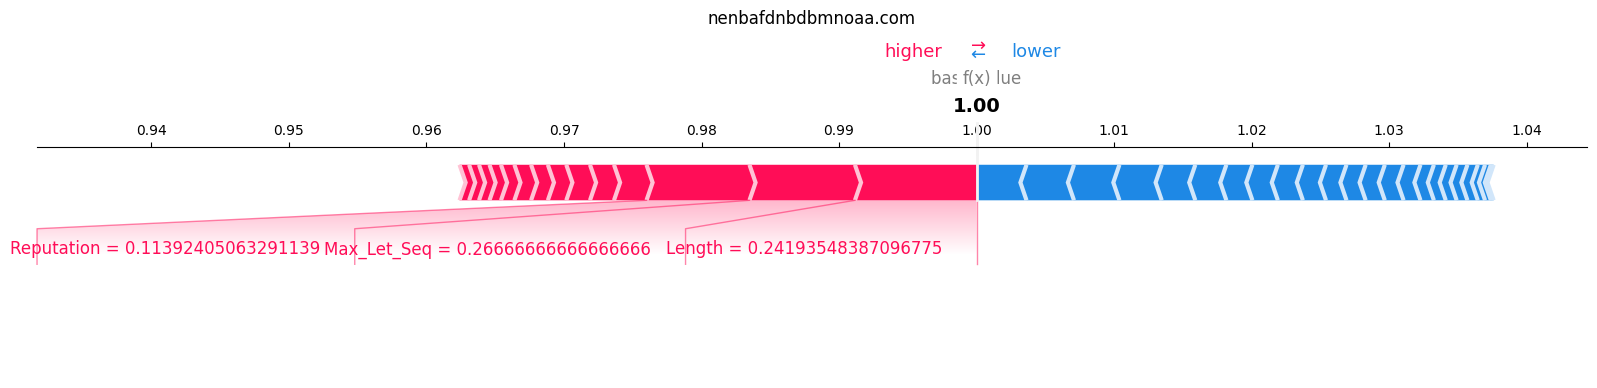 nenbafdnbdbmnoaa.com
higher ⇄ lower
bas f(x) lue
1.00
0.94 0.95 0.96 0.97 0.98 0.99 1.00 1.01 1.02 1.03 1.04
Reputation = 0.11392405063291139 Max_Let_Seq = 0.26666666666666666 Length = 0.24193548387096775